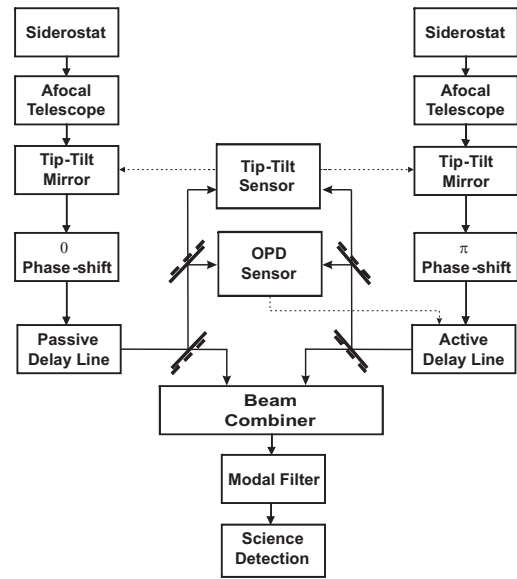 Siderostat
Siderostat
Afocal
Telescope
Afocal
Telescope
Tip-Tilt
Mirror
Tip-Tilt
Sensor
Tip-Tilt
Mirror
0
Phase-shift
OPD
Sensor
π
Phase-shift
Passive
Delay Line
Active
Delay Line
Beam
Combiner
Modal Filter
Science
Detection